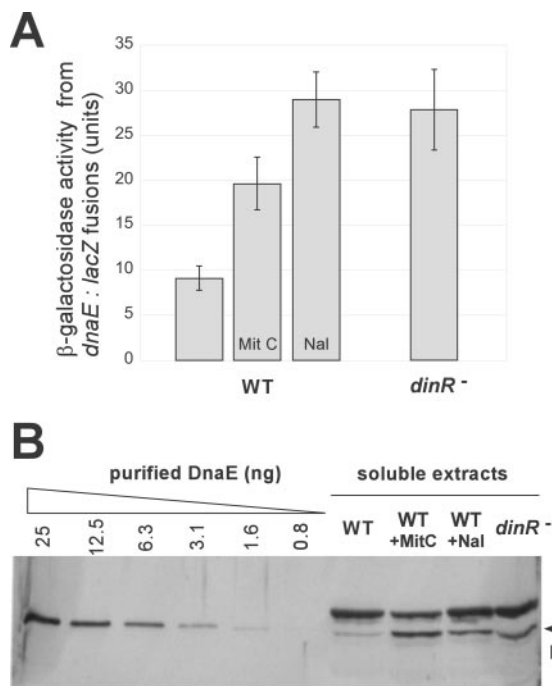 A
β-galactosidase activity from
dnaE : lacZ fusions (units)
35
30
25
20
15
10
5
0
Mit C
Nal
WT
dinR -
B
purified DnaE (ng)
soluble extracts
25
12.5
6.3
3.1
1.6
0.8
WT
WT
+MitC
WT
+Nal
dinR -